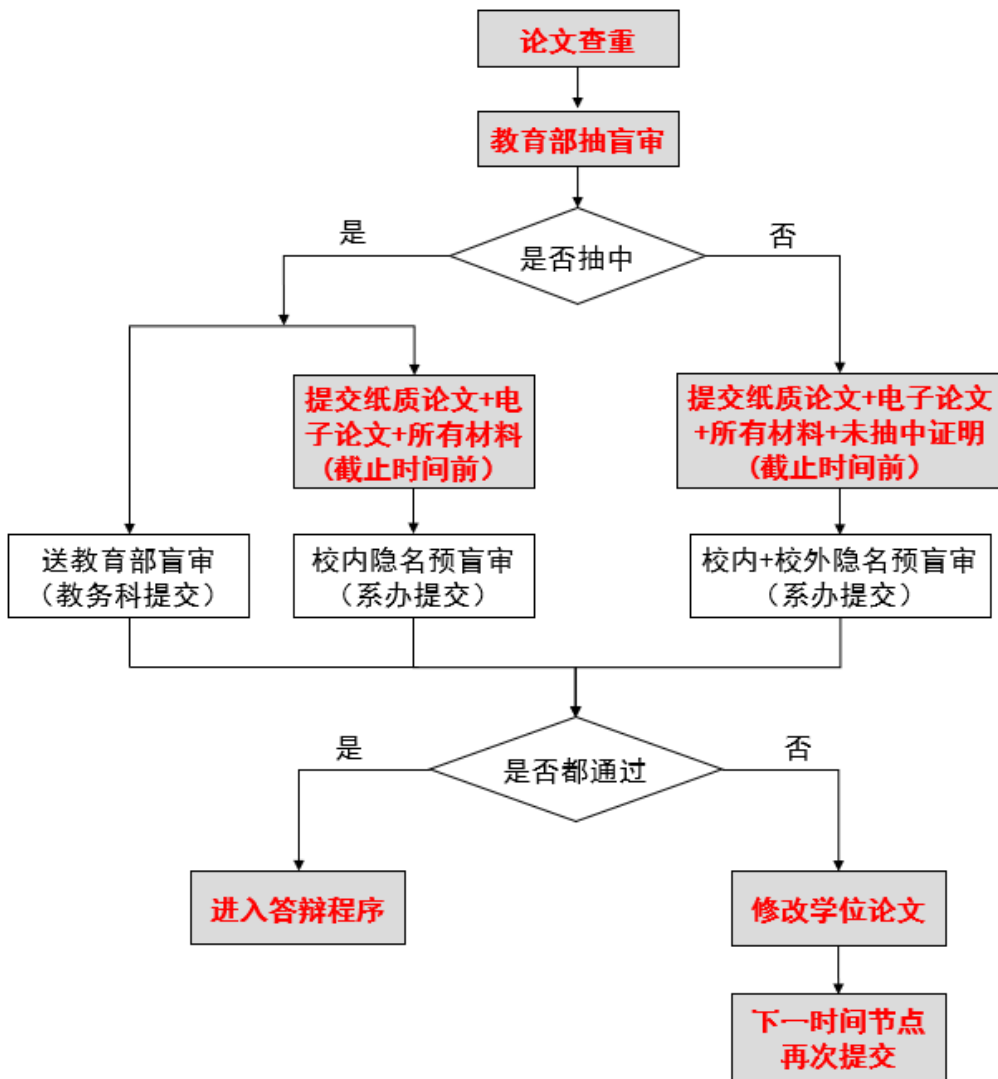 论文查重
教育部抽盲审
是
否
是否抽中
提交纸质论文+电
子论文+所有材料
(截止时间前）
提交纸质论文+电子论文
+所有材料+未抽中证明
(截止时间前）
送教育部盲审
（教务科提交）
校内隐名预盲审
（系办提交）
校内+校外隐名预盲审
（系办提交）
是
否
是否都通过
进入答辩程序
修改学位论文
下一时间节点
再次提交